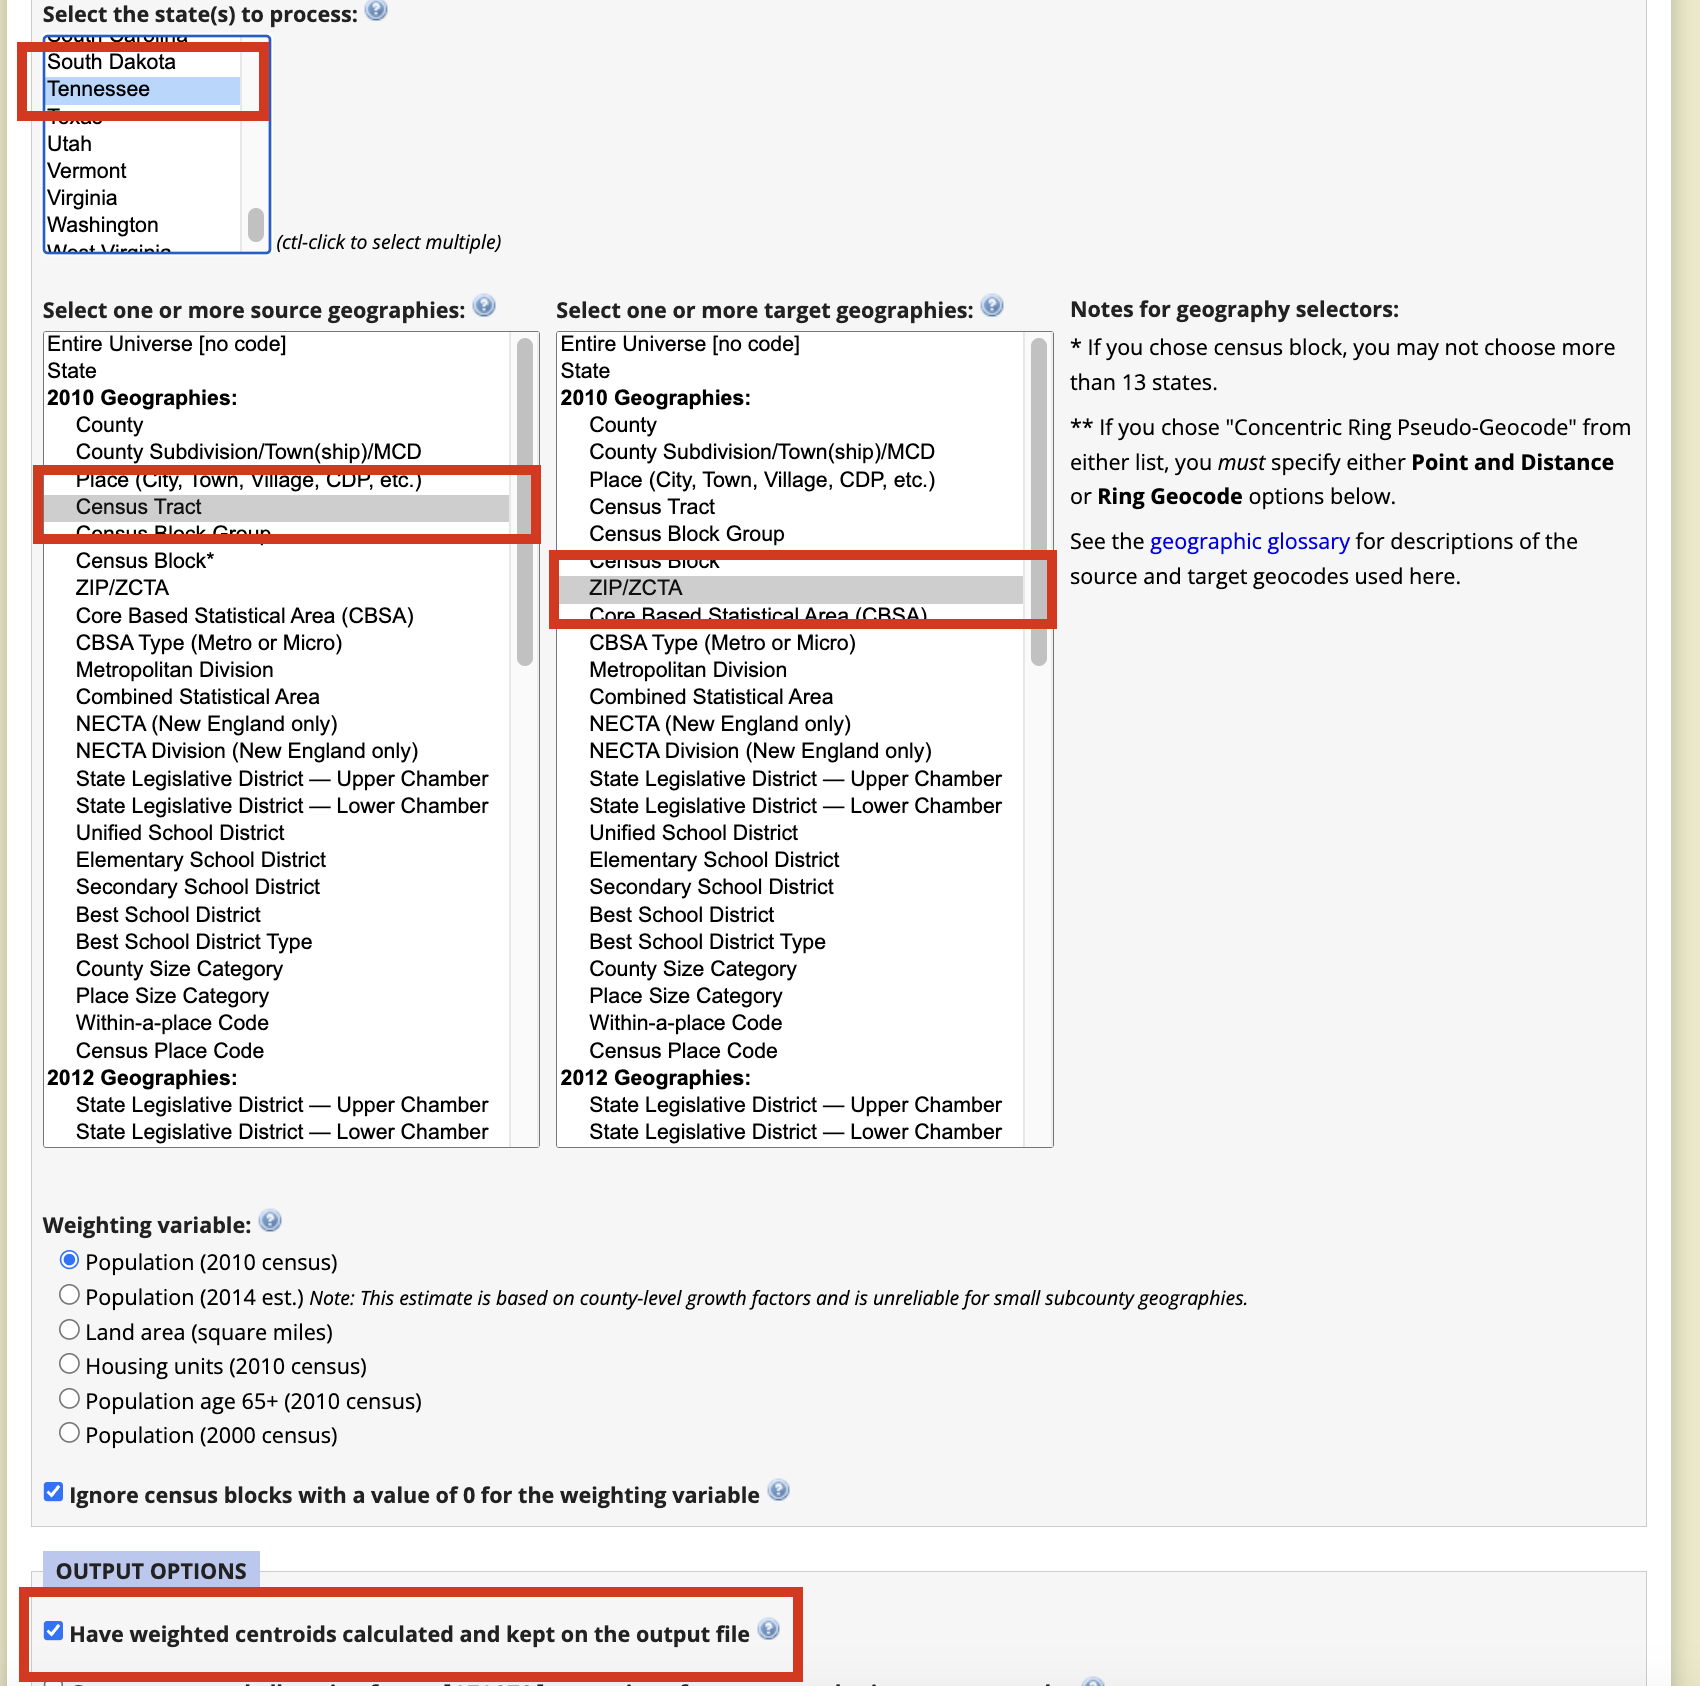 Select the state(s) to process:
South Carolina
South Dakota
Tennessee
Texas
Utah
Vermont
Virginia
Washington
West Virginia
(ctl-click to select multiple)
Select one or more source geographies:
Entire Universe [no code]
State
2010 Geographies:
County
County Subdivision/Town(ship)/MCD
Place (City, Town, Village, CDP, etc.)
Census Tract
Census Block Group
Census Block*
ZIP/ZCTA
Core Based Statistical Area (CBSA)
CBSA Type (Metro or Micro)
Metropolitan Division
Combined Statistical Area
NECTA (New England only)
NECTA Division (New England only)
State Legislative District — Upper Chamber
State Legislative District — Lower Chamber
Unified School District
Elementary School District
Secondary School District
Best School District
Best School District Type
County Size Category
Place Size Category
Within-a-place Code
Census Place Code
2012 Geographies:
State Legislative District — Upper Chamber
State Legislative District — Lower Chamber
Select one or more target geographies:
Entire Universe [no code]
State
2010 Geographies:
County
County Subdivision/Town(ship)/MCD
Place (City, Town, Village, CDP, etc.)
Census Tract
Census Block Group
Census Block
ZIP/ZCTA
Core Based Statistical Area (CBSA)
CBSA Type (Metro or Micro)
Metropolitan Division
Combined Statistical Area
NECTA (New England only)
NECTA Division (New England only)
State Legislative District — Upper Chamber
State Legislative District — Lower Chamber
Unified School District
Elementary School District
Secondary School District
Best School District
Best School District Type
County Size Category
Place Size Category
Within-a-place Code
Census Place Code
2012 Geographies:
State Legislative District — Upper Chamber
State Legislative District — Lower Chamber
Notes for geography selectors:
* If you chose census block, you may not choose more
than 13 states.
** If you chose "Concentric Ring Pseudo-Geocode" from
either list, you must specify either Point and Distance
or Ring Geocode options below.
See the geographic glossary for descriptions of the
source and target geocodes used here.
Weighting variable:
Population (2010 census)
Population (2014 est.) Note: This estimate is based on county-level growth factors and is unreliable for small subcounty geographies.
Land area (square miles)
Housing units (2010 census)
Population age 65+ (2010 census)
Population (2000 census)
Ignore census blocks with a value of 0 for the weighting variable
OUTPUT OPTIONS
Have weighted centroids calculated and kept on the output file